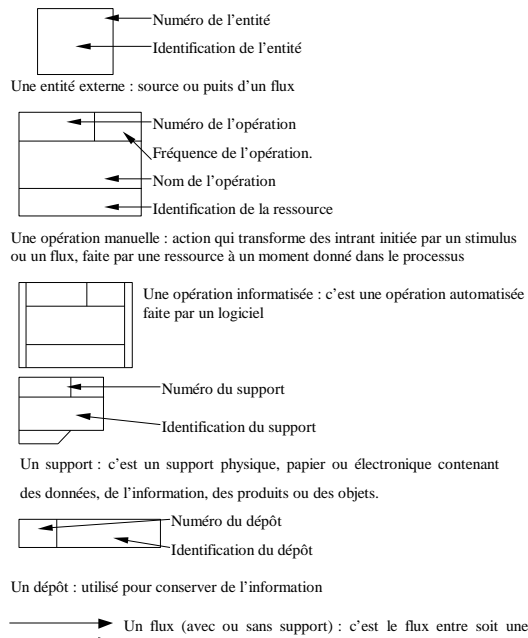 Numéro de l'entité
Identification de l'entité
Une entité externe : source ou puits d'un flux
Numéro de l'opération
Fréquence de l'opération.
Nom de l'opération
Identification de la ressource
Une opération manuelle : action qui transforme des intrant initiée par un stimulus
ou un flux, faite par une ressource à un moment donné dans le processus
Une opération informatisée : c'est une opération automatisée
faite par un logiciel
Numéro du support
Identification du support
Un support : c'est un support physique, papier ou électronique contenant
des données, de l'information, des produits ou des objets.
Numéro du dépôt
Identification du dépôt
Un dépôt : utilisé pour conserver de l'information
Un flux (avec ou sans support) : c'est le flux entre soit une